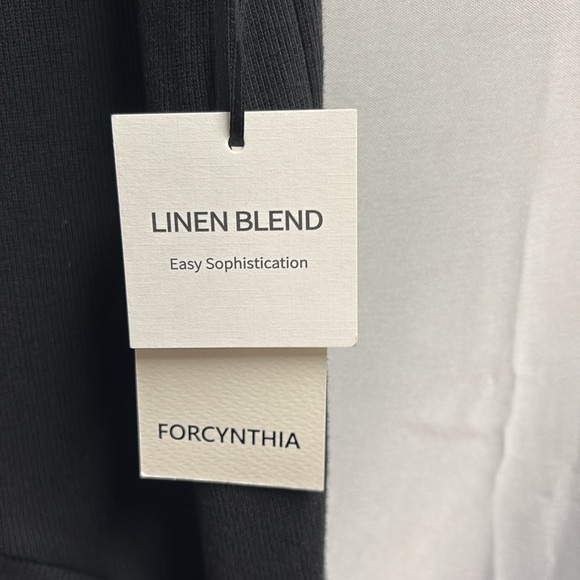 LINEN BLEND
Easy Sophistication
FORCYNTHIA